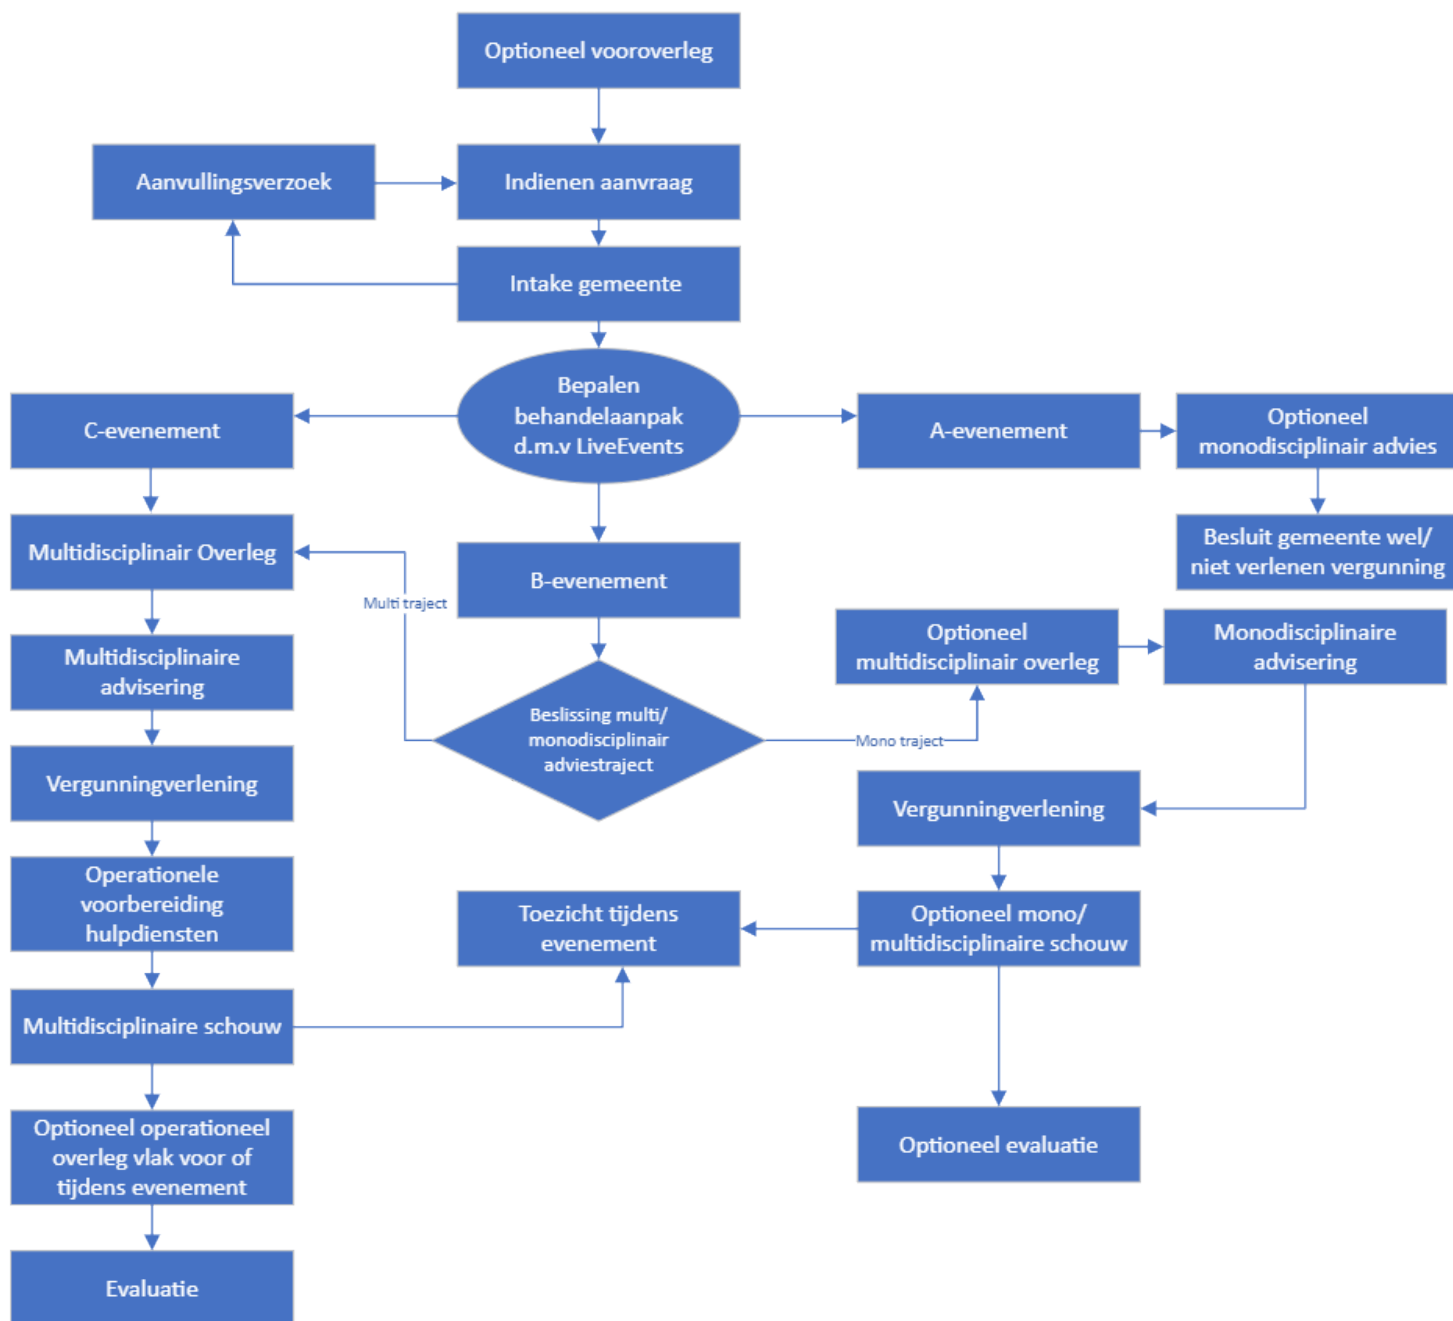 Optioneel vooroverleg
Aanvullingsverzoek
Indienen aanvraag
Intake gemeente
Bepalen
behandelaanpak
d.m.v LiveEvents
C-evenement
A-evenement
Optioneel
monodisciplinair advies
Besluit gemeente wel/
niet verlenen vergunning
Multidisciplinair Overleg
B-evenement
Multi traject
Optioneel
multidisciplinair overleg
Monodisciplinaire
advisering
Multidisciplinaire
advisering
Beslissing multi/
monodisciplinair
adviestraject
Mono traject
Vergunningverlening
Vergunningverlening
Operationele
voorbereiding
hulpdiensten
Toezicht tijdens
evenement
Optioneel mono/
multidisciplinaire schouw
Multidisciplinaire schouw
Optioneel operationeel
overleg vlak voor of
tijdens evenement
Optioneel evaluatie
Evaluatie